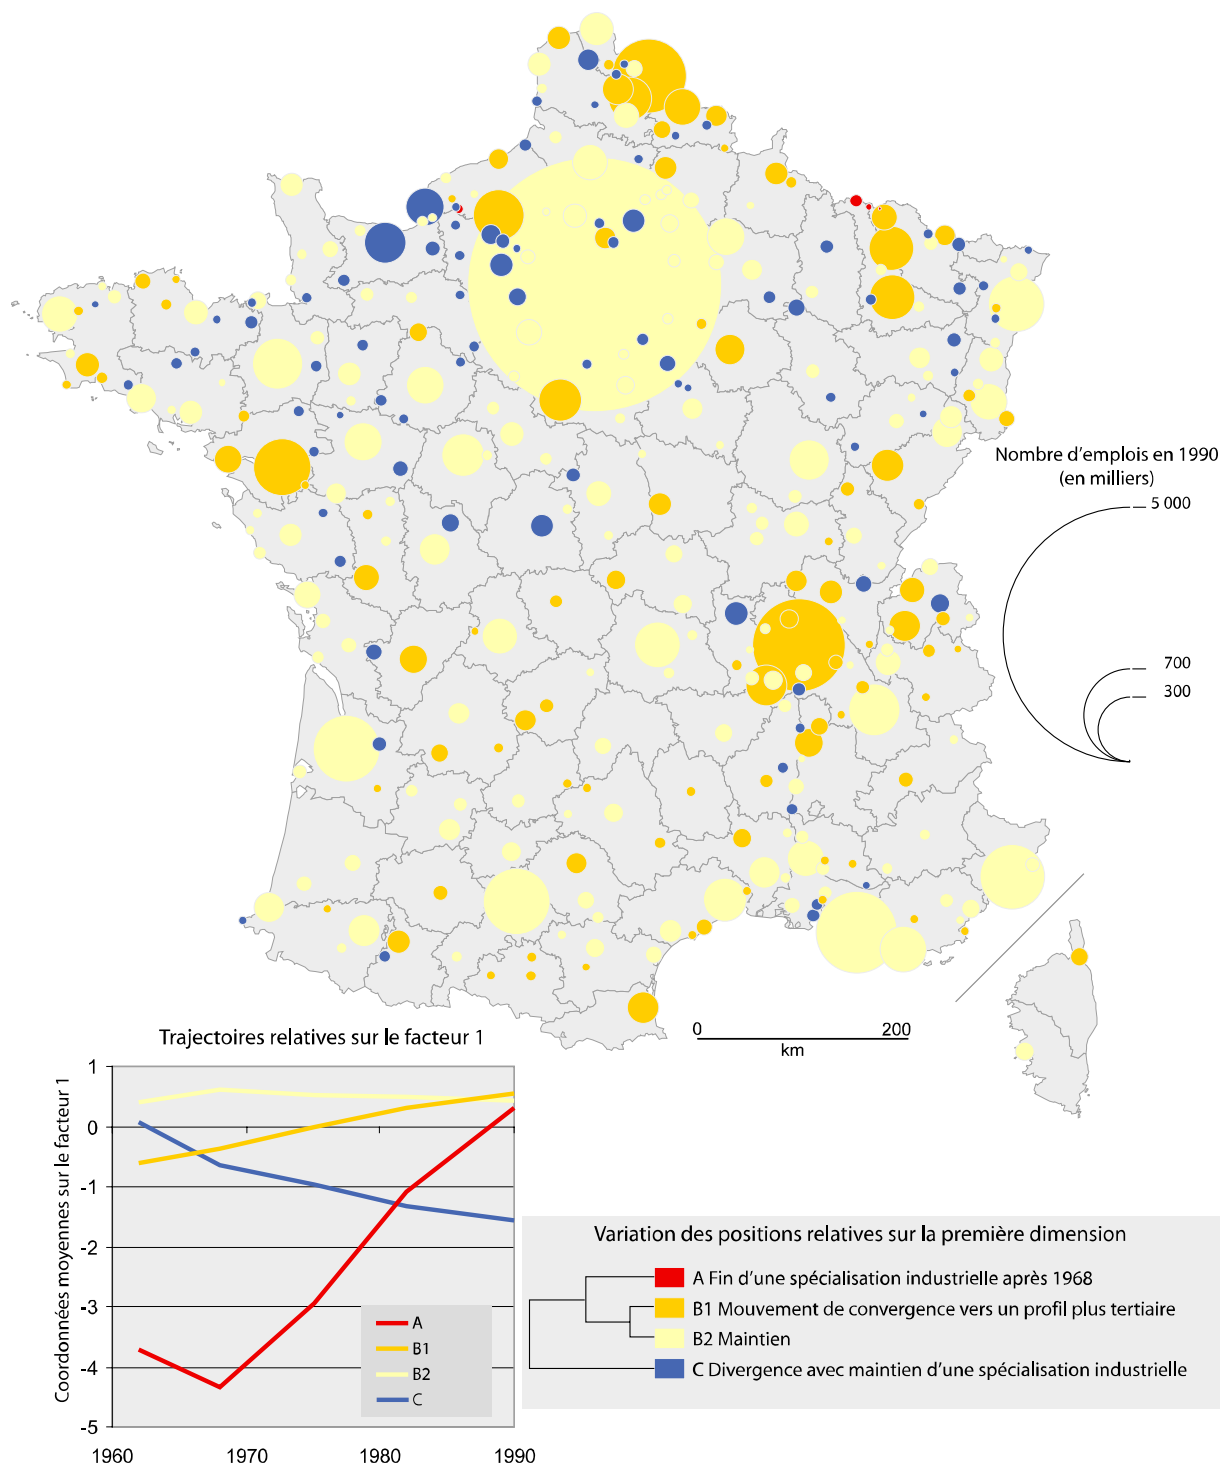 Nombre d'emplois en 1990
(en milliers)
5 000
700
300
0
200
km
Trajectoires relatives sur le facteur 1
Coordonnées moyennes sur le facteur 1
1
0
-1
-2
-3
-4
-5
1960
1970
1980
1990
A
B1
B2
C
Variation des positions relatives sur la première dimension
A Fin d'une spécialisation industrielle après 1968
B1 Mouvement de convergence vers un profil plus tertiaire
B2 Maintien
C Divergence avec maintien d'une spécialisation industrielle